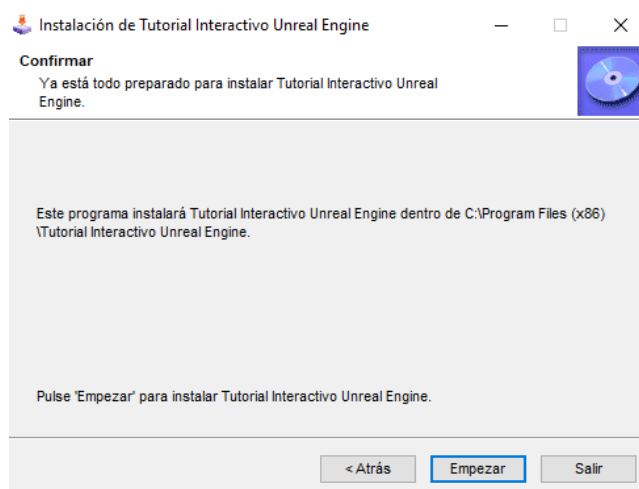 Instalación de Tutorial Interactivo Unreal Engine
Confirmar
Ya está todo preparado para instalar Tutorial Interactivo Unreal
Engine.
Este programa instalará Tutorial Interactivo Unreal Engine dentro de C:\Program Files (x86)
\Tutorial Interactivo Unreal Engine.
Pulse 'Empezar' para instalar Tutorial Interactivo Unreal Engine.
< Atrás
Empezar
Salir